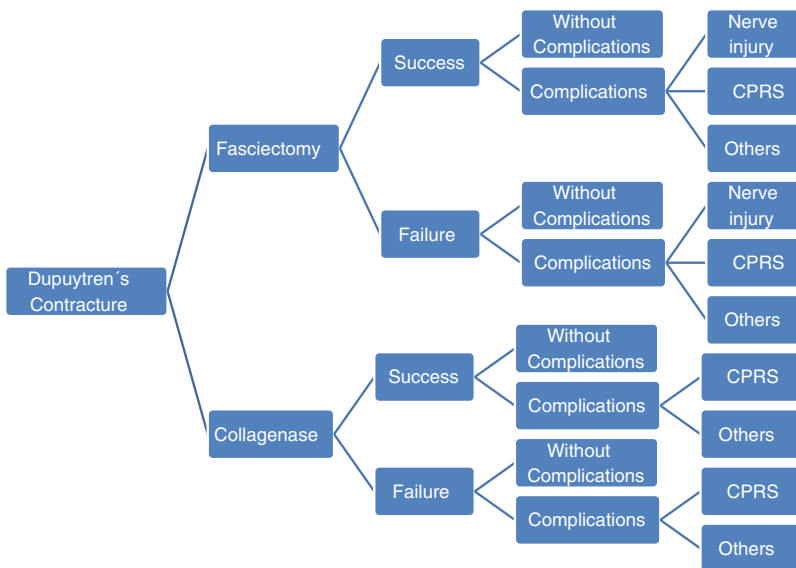 Dupuytren´s
Contracture
Fasciectomy
Success
Without
Complications
Complications
Nerve
injury
CPRS
Others
Failure
Without
Complications
Complications
Nerve
injury
CPRS
Others
Collagenase
Success
Without
Complications
Complications
CPRS
Others
Failure
Without
Complications
Complications
CPRS
Others